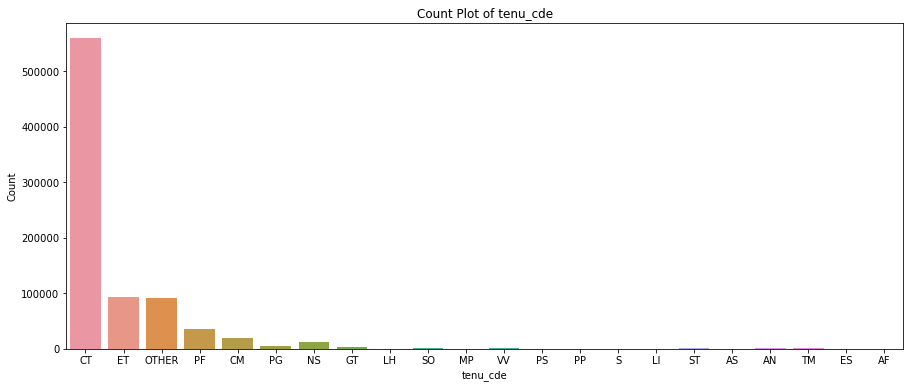 Count Plot of tenu_cde
Count
500000
400000
300000
200000
100000
0
CT ET OTHER PF CM PG NS GT LH SO MP VV PS PP S LI ST AS AN TM ES AF
tenu_cde